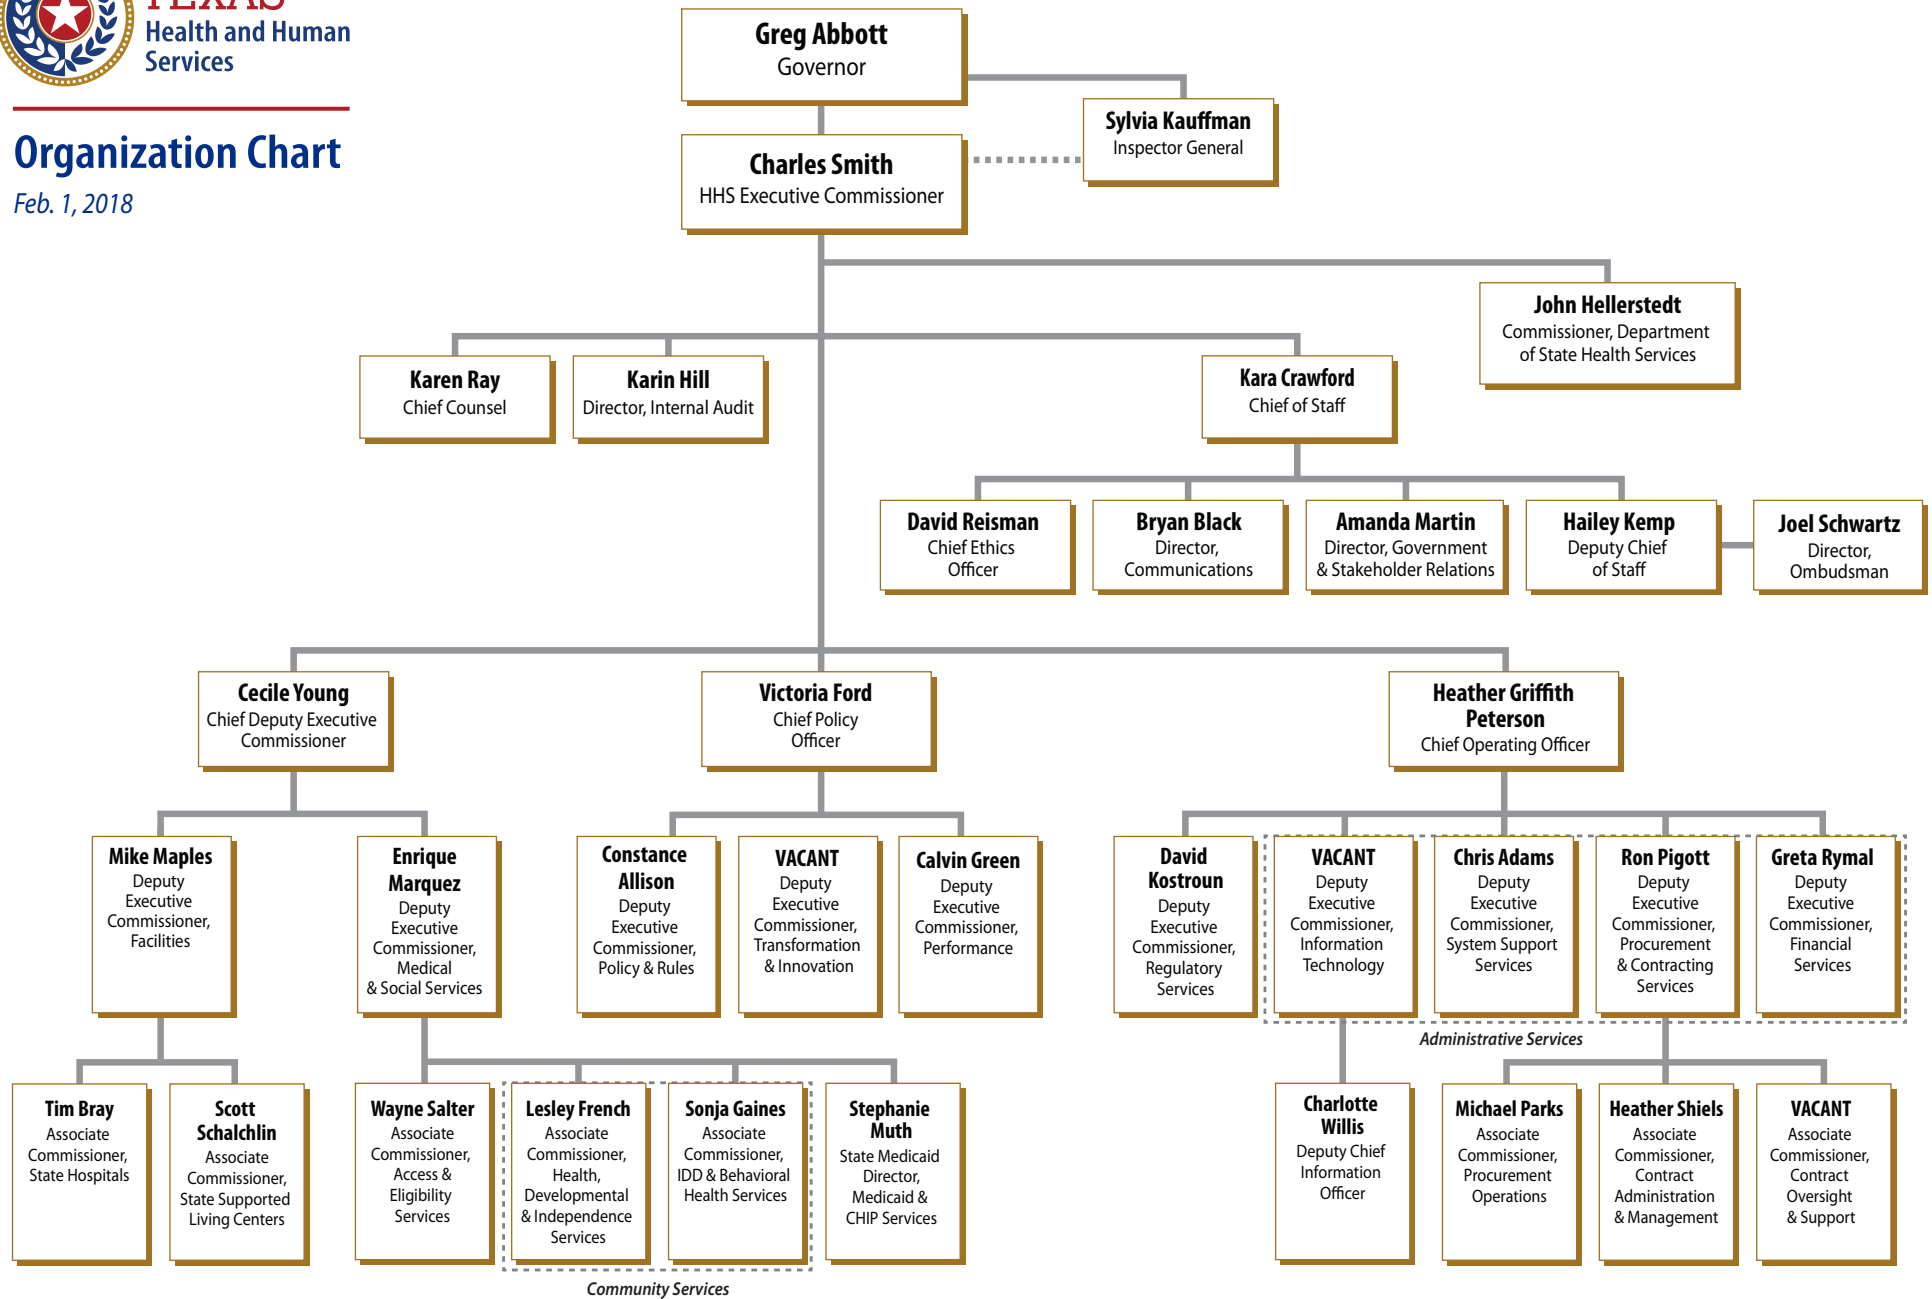 TEXAS
Health and Human
Services
Organization Chart
Feb. 1, 2018
Greg Abbott
Governor
Sylvia Kauffman
Inspector General
Charles Smith
HHS Executive Commissioner
John Hellerstedt
Commissioner, Department
of State Health Services
Karen Ray
Chief Counsel
Karin Hill
Director, Internal Audit
Kara Crawford
Chief of Staff
David Reisman
Chief Ethics
Officer
Bryan Black
Director,
Communications
Amanda Martin
Director, Government
& Stakeholder Relations
Hailey Kemp
Deputy Chief
of Staff
Joel Schwartz
Director,
Ombudsman
Cecile Young
Chief Deputy Executive
Commissioner
Victoria Ford
Chief Policy
Officer
Heather Griffith
Peterson
Chief Operating Officer
Mike Maples
Deputy
Executive
Commissioner,
Facilities
Enrique
Marquez
Deputy
Executive
Commissioner,
Medical
& Social Services
Constance
Allison
Deputy
Executive
Commissioner,
Policy & Rules
VACANT
Deputy
Executive
Commissioner,
Transformation
& Innovation
Calvin Green
Deputy
Executive
Commissioner,
Performance
David
Kostroun
Deputy
Executive
Commissioner,
Regulatory
Services
VACANT
Deputy
Executive
Commissioner,
Information
Technology
Chris Adams
Deputy
Executive
Commissioner,
System Support
Services
Ron Pigott
Deputy
Executive
Commissioner,
Procurement
& Contracting
Services
Greta Rymal
Deputy
Executive
Commissioner,
Financial
Services
Administrative Services
Tim Bray
Associate
Commissioner,
State Hospitals
Scott
Schalchlin
Associate
Commissioner,
State Supported
Living Centers
Wayne Salter
Associate
Commissioner,
Access &
Eligibility
Services
Lesley French
Associate
Commissioner,
Health,
Developmental
& Independence
Services
Sonja Gaines
Associate
Commissioner,
IDD & Behavioral
Health Services
Stephanie
Muth
State Medicaid
Director,
Medicaid &
CHIP Services
Charlotte
Willis
Deputy Chief
Information
Officer
Michael Parks
Associate
Commissioner,
Procurement
Operations
Heather Shiels
Associate
Commissioner,
Contract
Administration
& Management
VACANT
Associate
Commissioner,
Contract
Oversight
& Support
Community Services